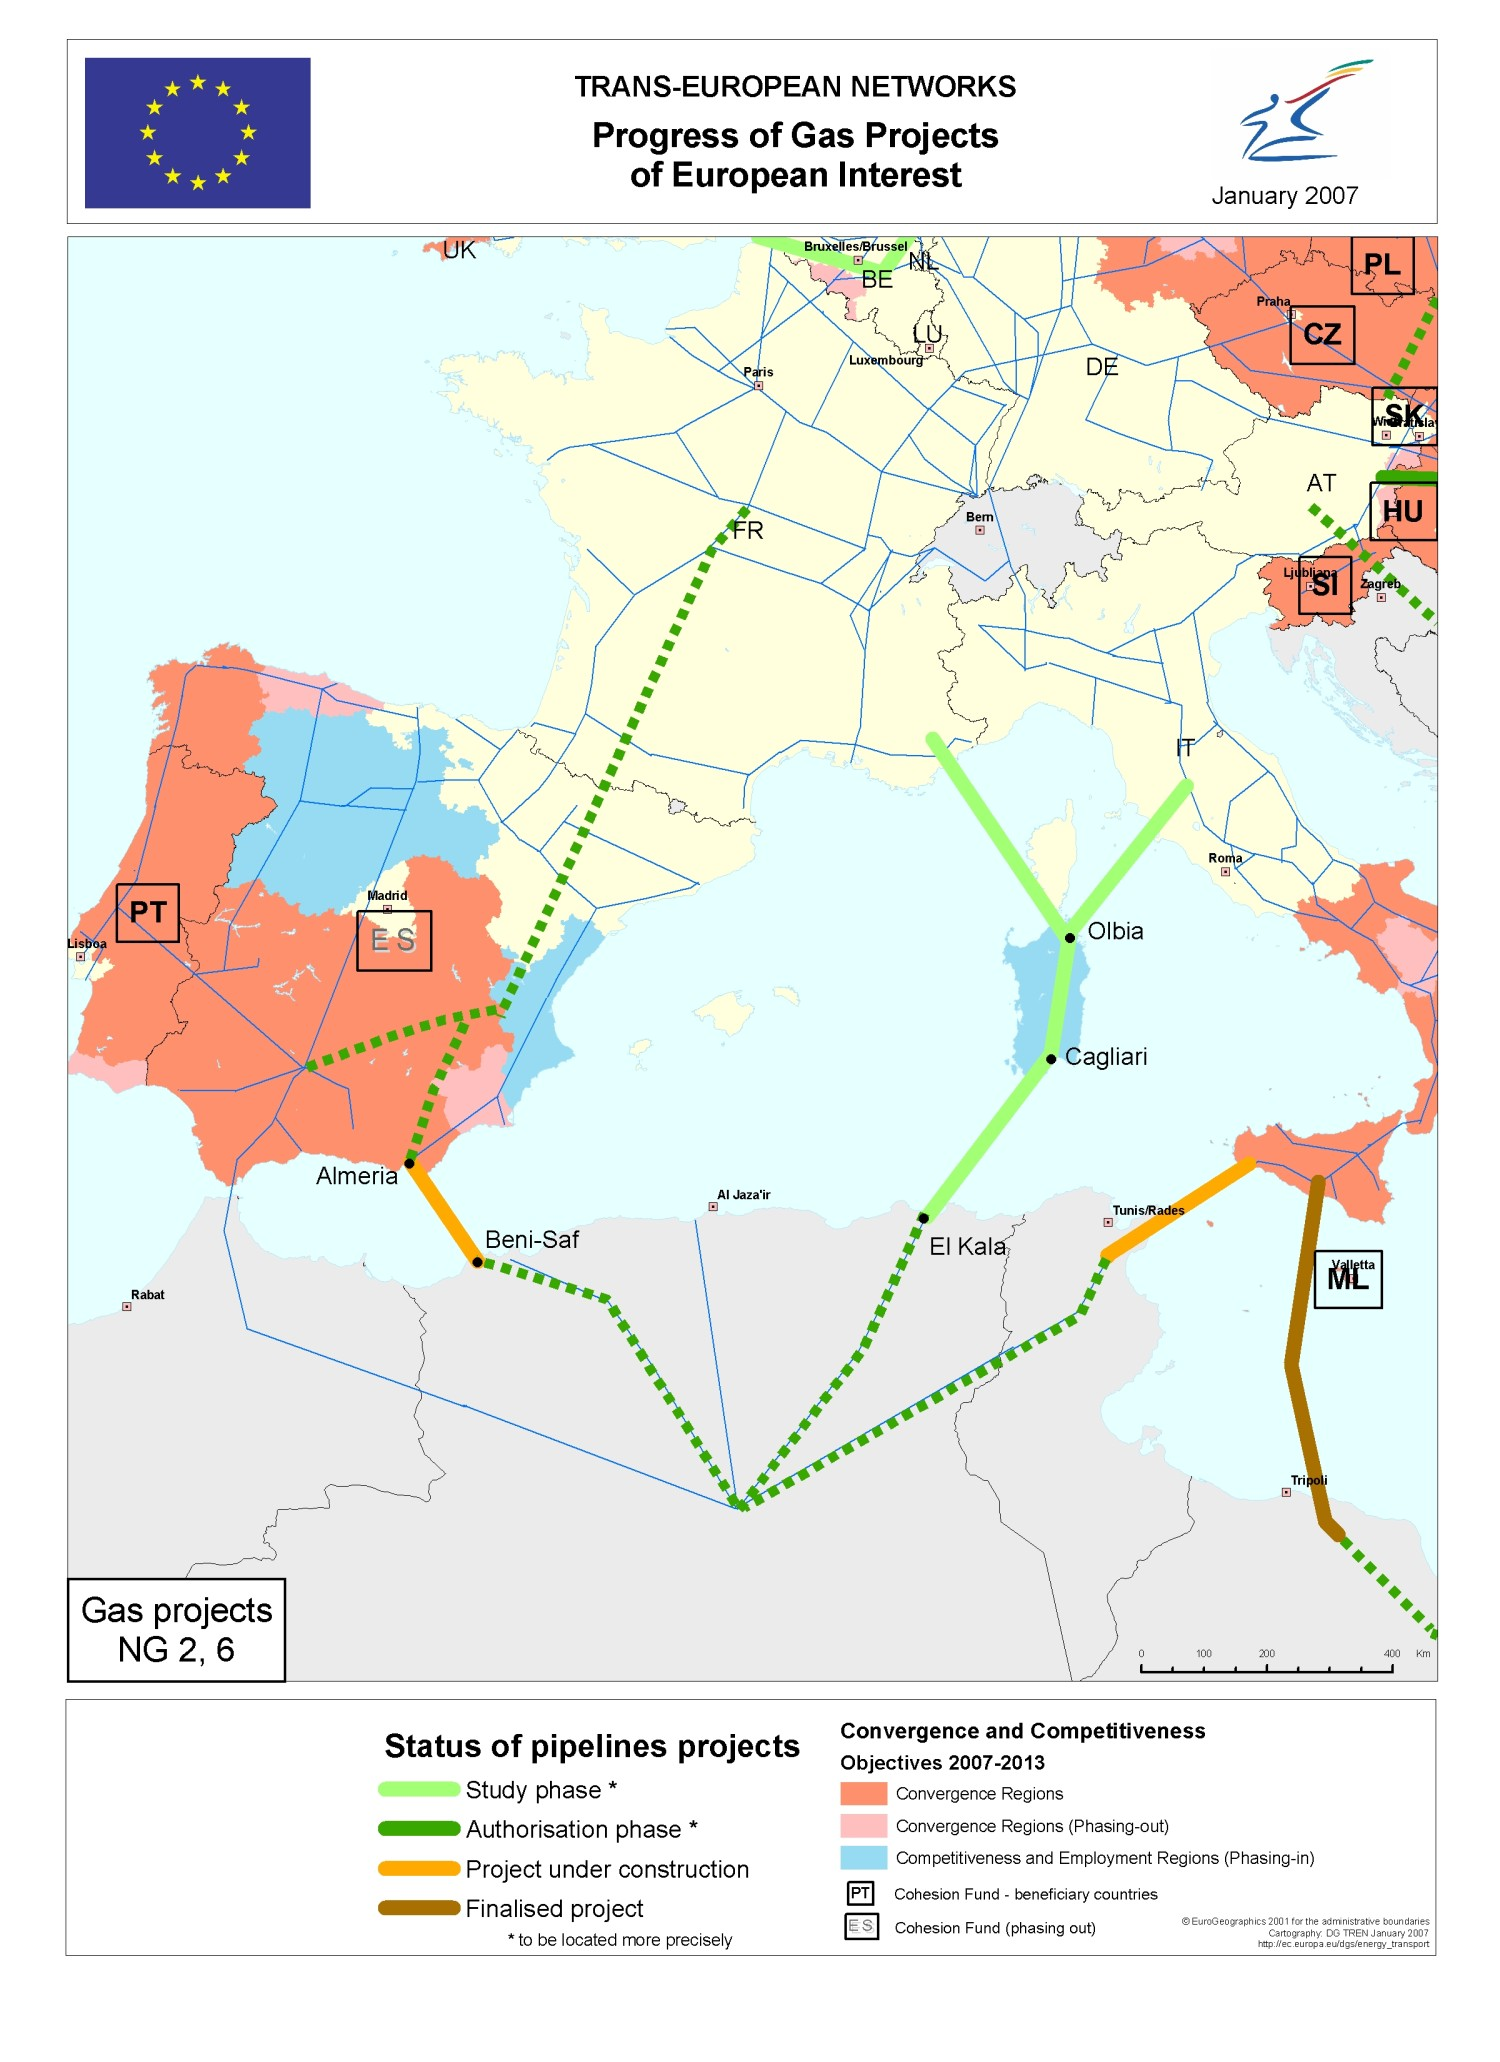 TRANS-EUROPEAN NETWORKS
Progress of Gas Projects
of European Interest
January 2007
UK
Bruxelles/Brussel
NL
BE
PL
Praha
CZ
LU
Luxembourg
DE
Paris
SK
AT
HU
FR
Bern
Ljubljana
SI
Zagreb
IT
Roma
Madrid
PT
ES
Lisboa
Olbia
Cagliari
Almeria
Al Jaza'ir
Tunis/Rades
Beni-Saf
El Kala
Valletta
ML
Rabat
Tripoli
Gas projects
NG 2, 6
0 100 200 400 Km
Status of pipelines projects
Study phase *
Authorisation phase *
Project under construction
Finalised project
* to be located more precisely
Convergence and Competitiveness
Objectives 2007-2013
Convergence Regions
Convergence Regions (Phasing-out)
Competitiveness and Employment Regions (Phasing-in)
PT Cohesion Fund - beneficiary countries
ES Cohesion Fund (phasing out)
© EuroGeographics 2001 for the administrative boundaries
Cartography: DG TREN January 2007
http://ec.europa.eu/dgs/energy_transport